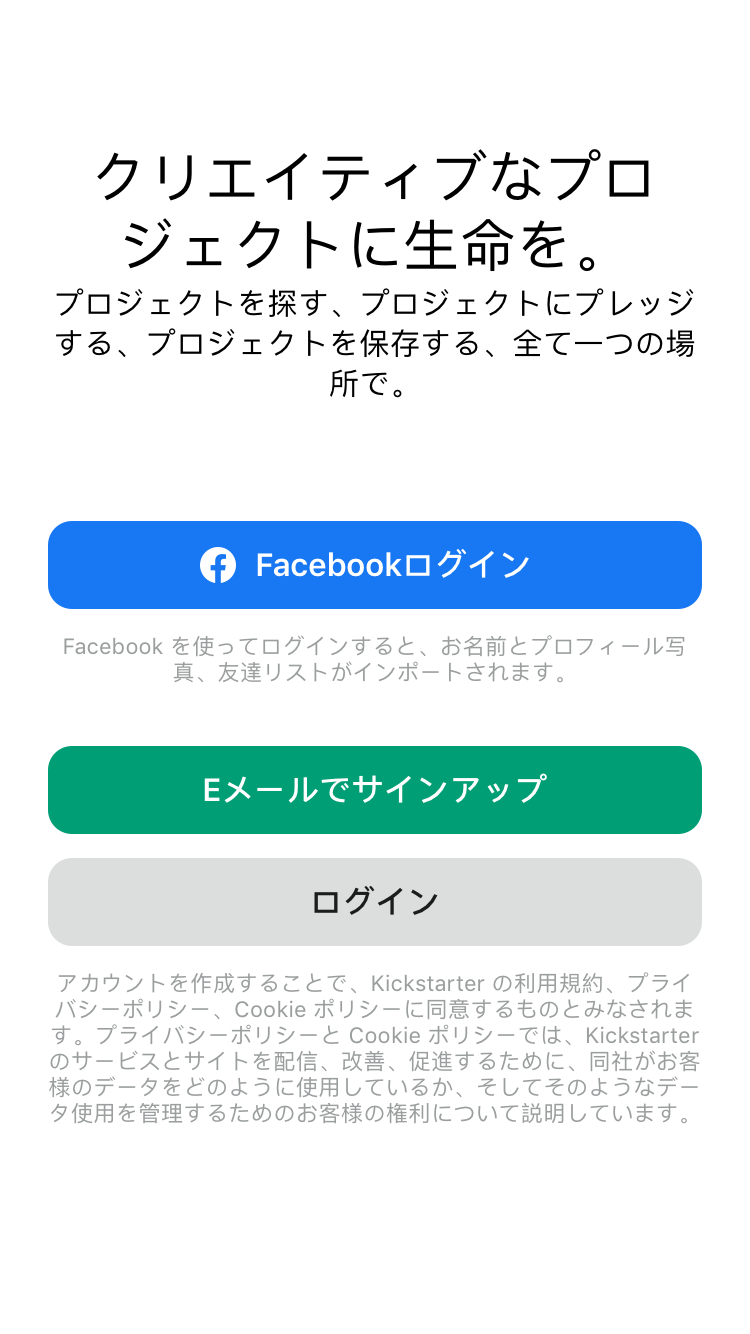 クリエイティブなプロ
ジェクトに生命を。
プロジェクトを探す、プロジェクトにプレッジ
する、プロジェクトを保存する、全て一つの場
所で。
Facebookログイン
Facebook を使ってログインすると、お名前とプロフィール写
真、友達リストがインポートされます。
Eメールでサインアップ
ログイン
アカウントを作成することで、Kickstarter の利用規約、プライ
バシーポリシー、Cookie ポリシーに同意するものとみなされま
す。プライバシーポリシーと Cookie ポリシーでは、Kickstarter
のサービスとサイトを配信、改善、促進するために、同社がお客
様のデータをどのように使用しているか、そしてそのようなデー
タ使用を管理するためのお客様の権利について説明しています。